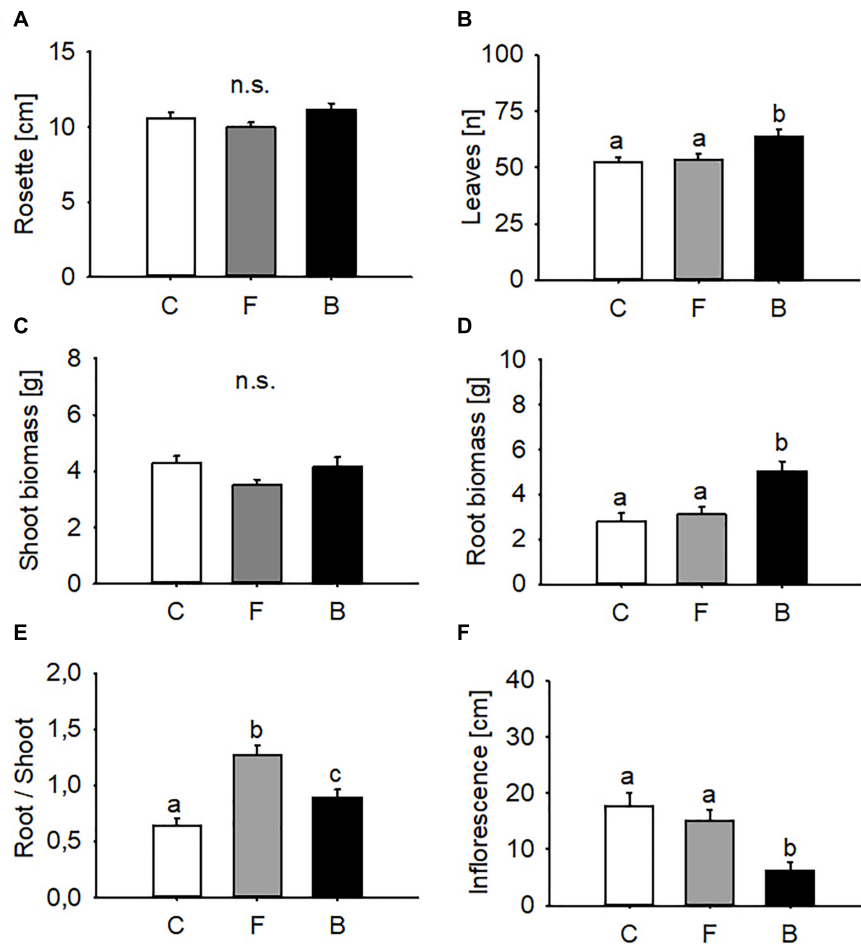 A
Rosette [cm]
15
10
5
0
n.s.
C F B
B
Leaves [n]
100
75
50
25
0
a a b
C F B
C
Shoot biomass [g]
8
6
4
2
0
n.s.
C F B
D
Root biomass [g]
10
8
6
4
2
0
a a b
C F B
E
Root / Shoot
2,0
1,5
1,0
0,5
0,0
a b c
C F B
F
Inflorescence [cm]
40
30
20
10
0
a a b
C F B